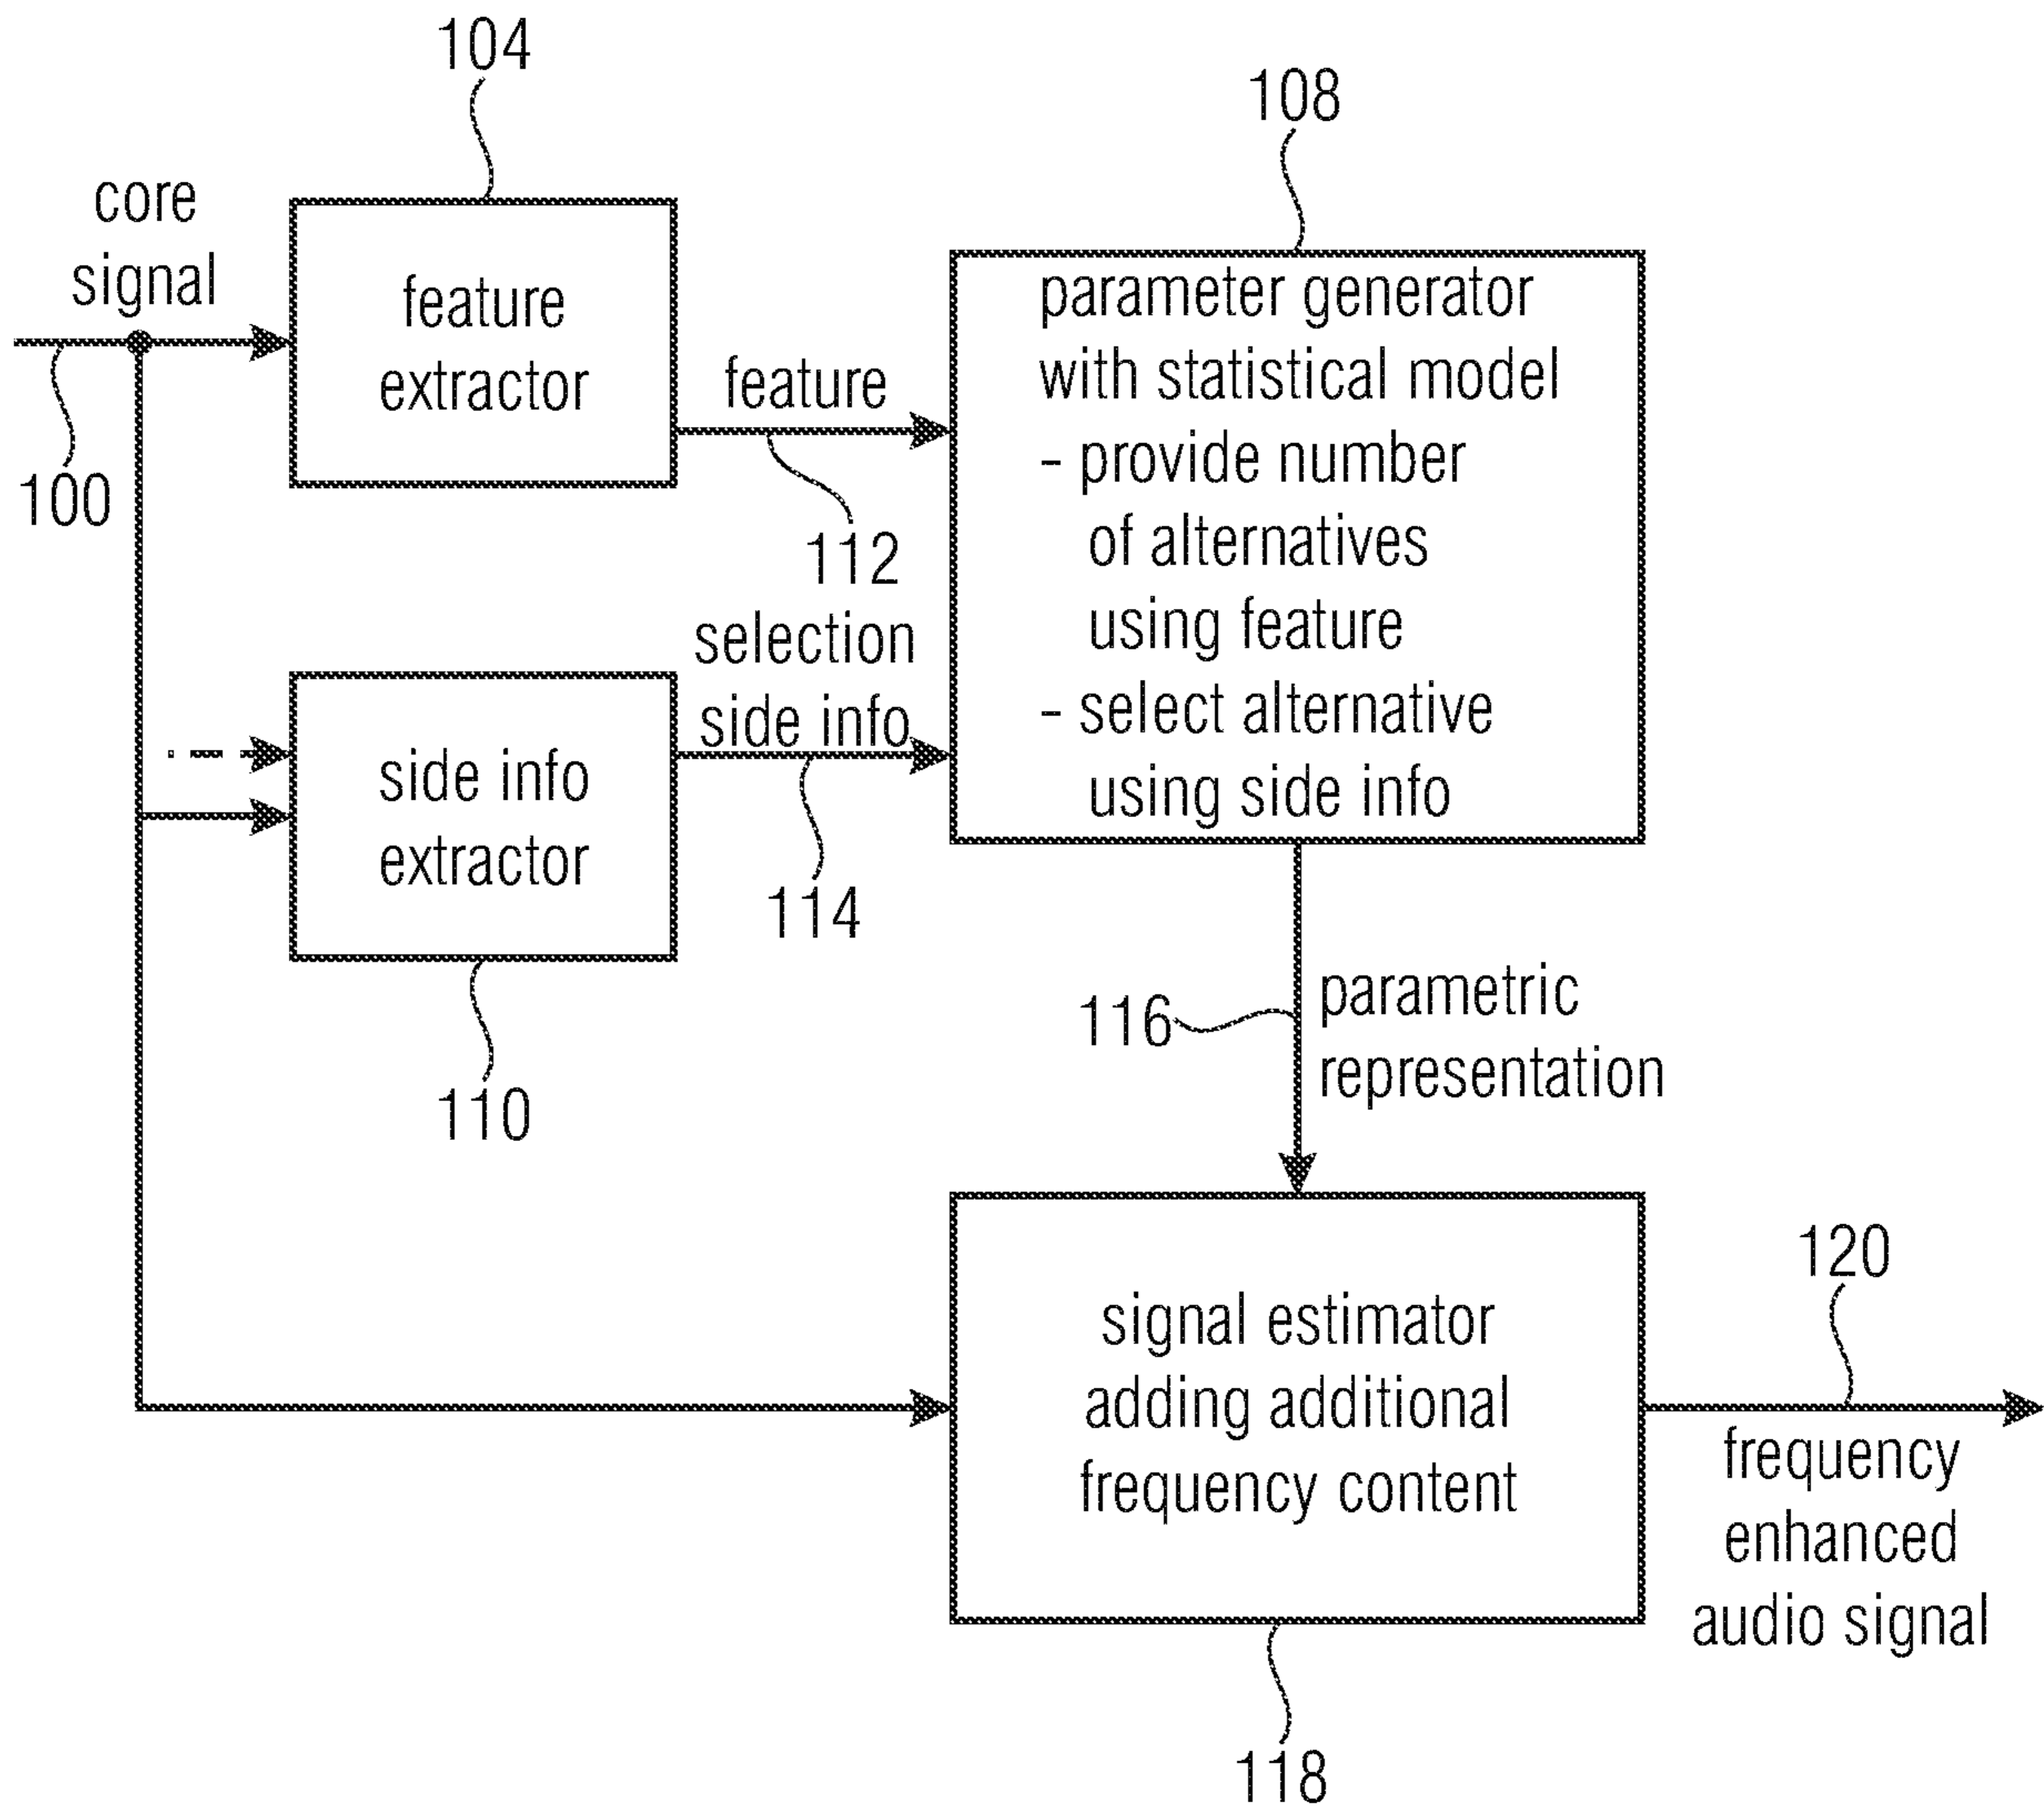 104
108
core
signal
feature
extractor
100
feature
112
parameter generator
with statistical model
- provide number
of alternatives
using feature
- select alternative
using side info
selection
side info
side info
extractor
114
110
116
parametric
representation
signal estimator
adding additional
frequency content
120
frequency
enhanced
audio signal
118